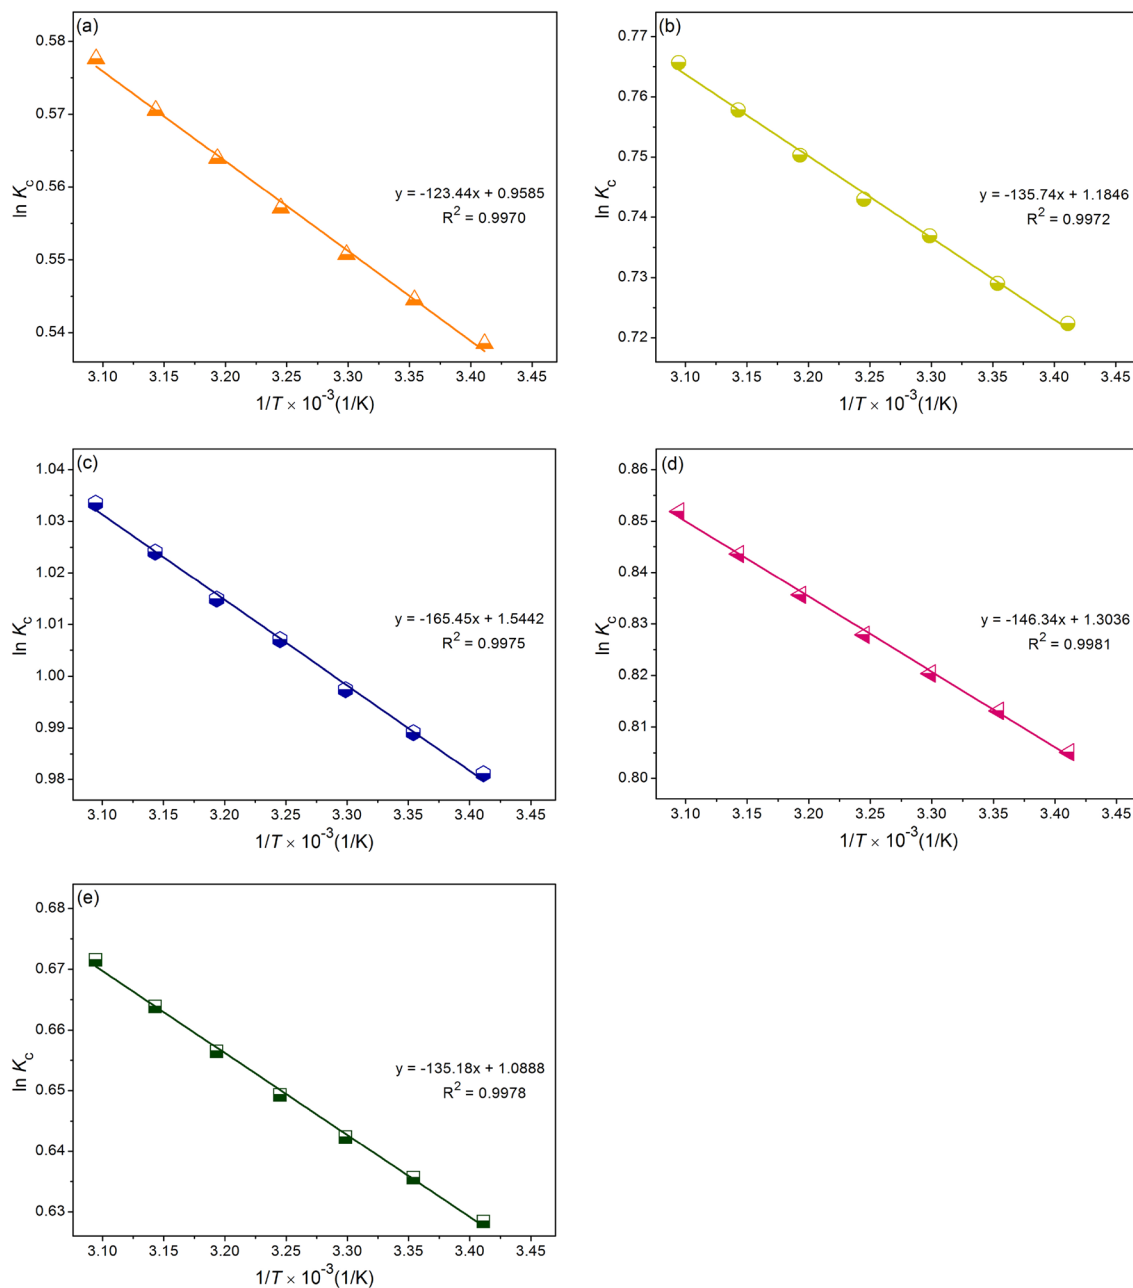 (a)
0.58
0.57
0.56
0.55
0.54
ln K_c
y = -123.44x + 0.9585
R² = 0.9970
3.10 3.15 3.20 3.25 3.30 3.35 3.40 3.45
1/T × 10⁻³(1/K)
(b)
0.77
0.76
0.75
0.74
0.73
0.72
ln K_c
y = -135.74x + 1.1846
R² = 0.9972
3.10 3.15 3.20 3.25 3.30 3.35 3.40 3.45
1/T × 10⁻³(1/K)
(c)
1.04
1.03
1.02
1.01
1.00
0.99
0.98
ln K_c
y = -165.45x + 1.5442
R² = 0.9975
3.10 3.15 3.20 3.25 3.30 3.35 3.40 3.45
1/T × 10⁻³(1/K)
(d)
0.86
0.85
0.84
0.83
0.82
0.81
0.80
ln K_c
y = -146.34x + 1.3036
R² = 0.9981
3.10 3.15 3.20 3.25 3.30 3.35 3.40 3.45
1/T × 10⁻³(1/K)
(e)
0.68
0.67
0.66
0.65
0.64
0.63
ln K_c
y = -135.18x + 1.0888
R² = 0.9978
3.10 3.15 3.20 3.25 3.30 3.35 3.40 3.45
1/T × 10⁻³(1/K)